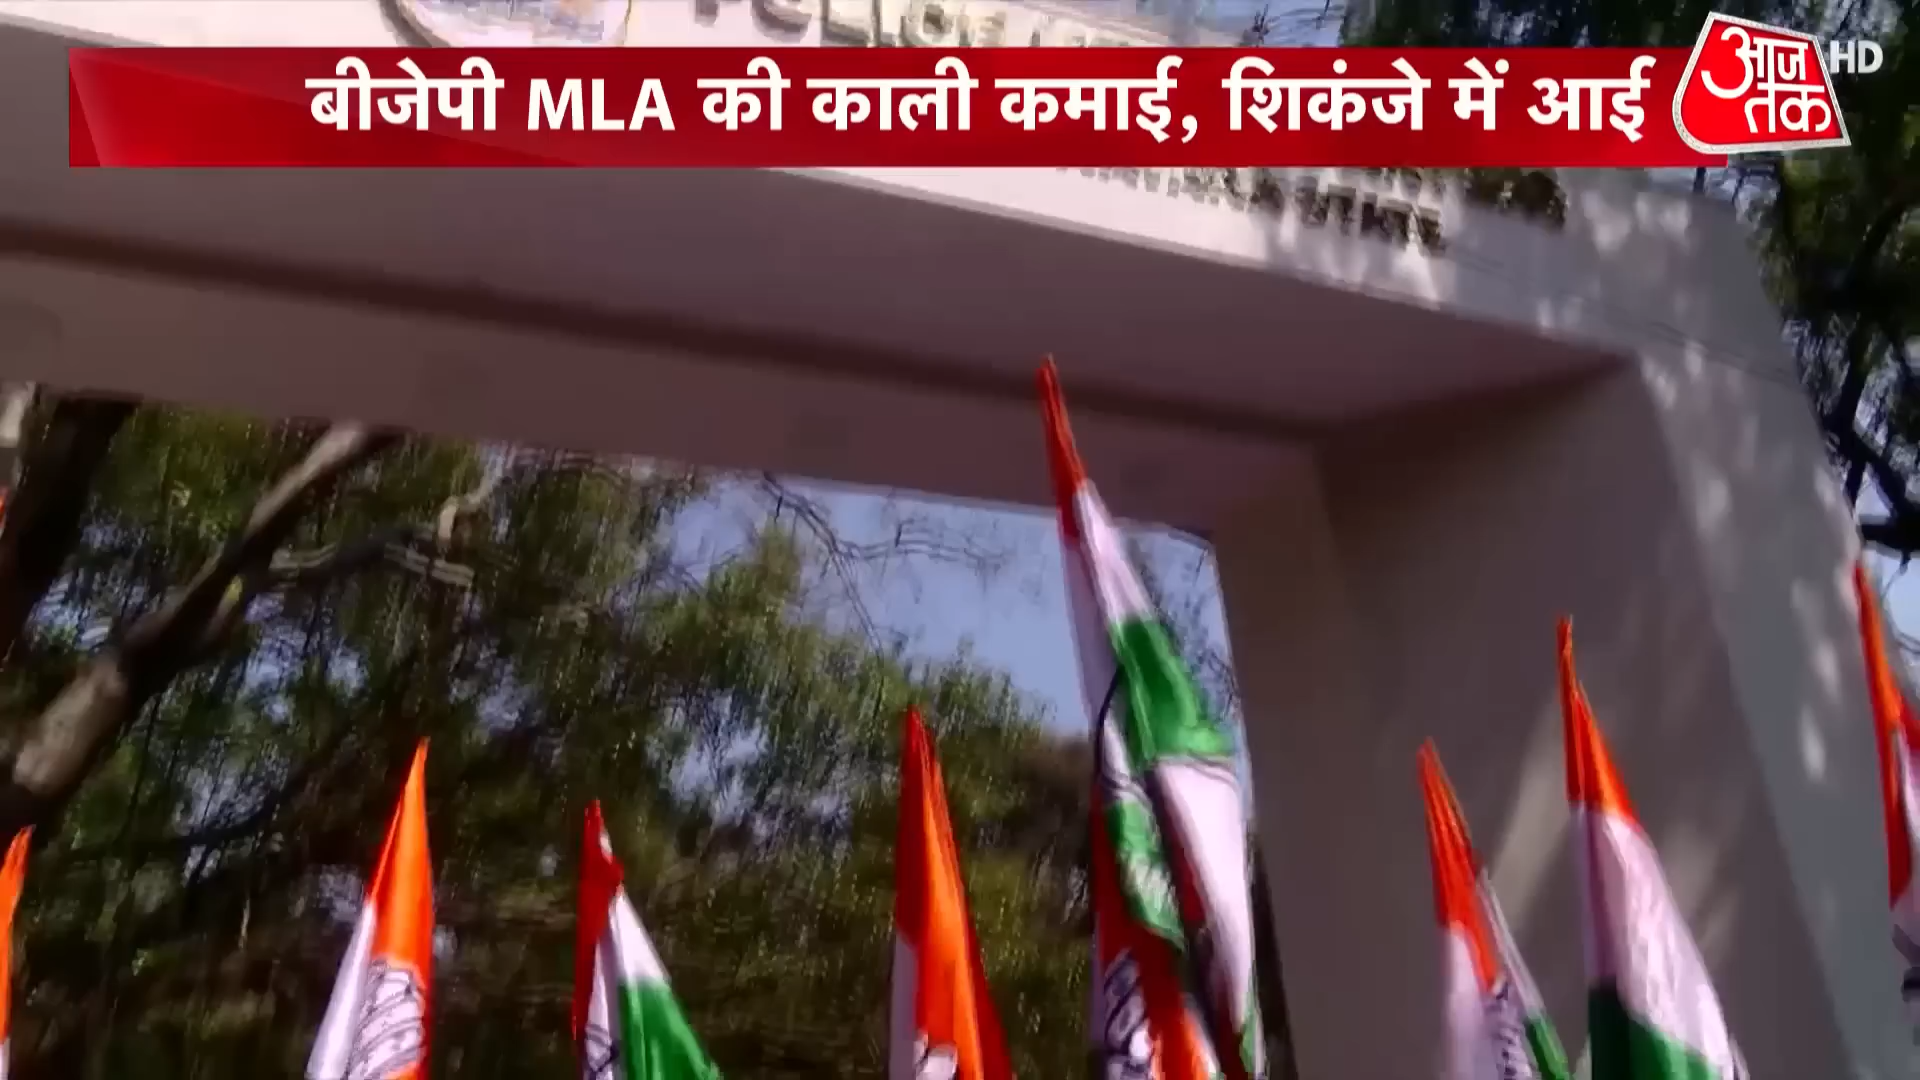 बीजेपी MLA की काली कमाई, शिकंजे में आई
आज तक HD